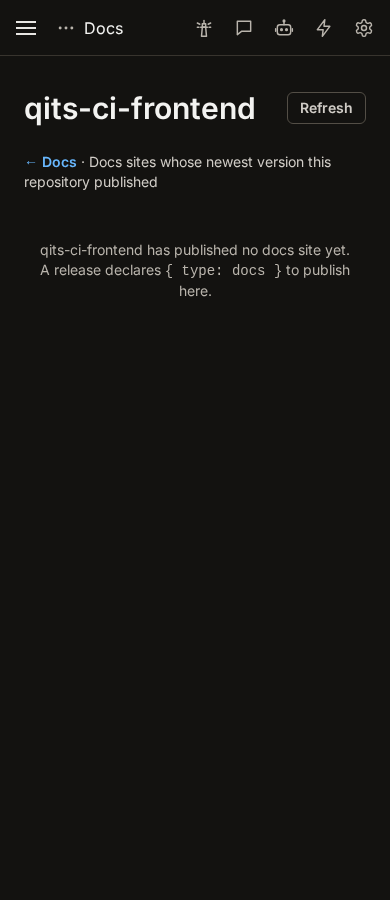 Docs
qits-ci-frontend
Refresh
← Docs · Docs sites whose newest version this
repository published
qits-ci-frontend has published no docs site yet.
A release declares { type: docs } to publish
here.